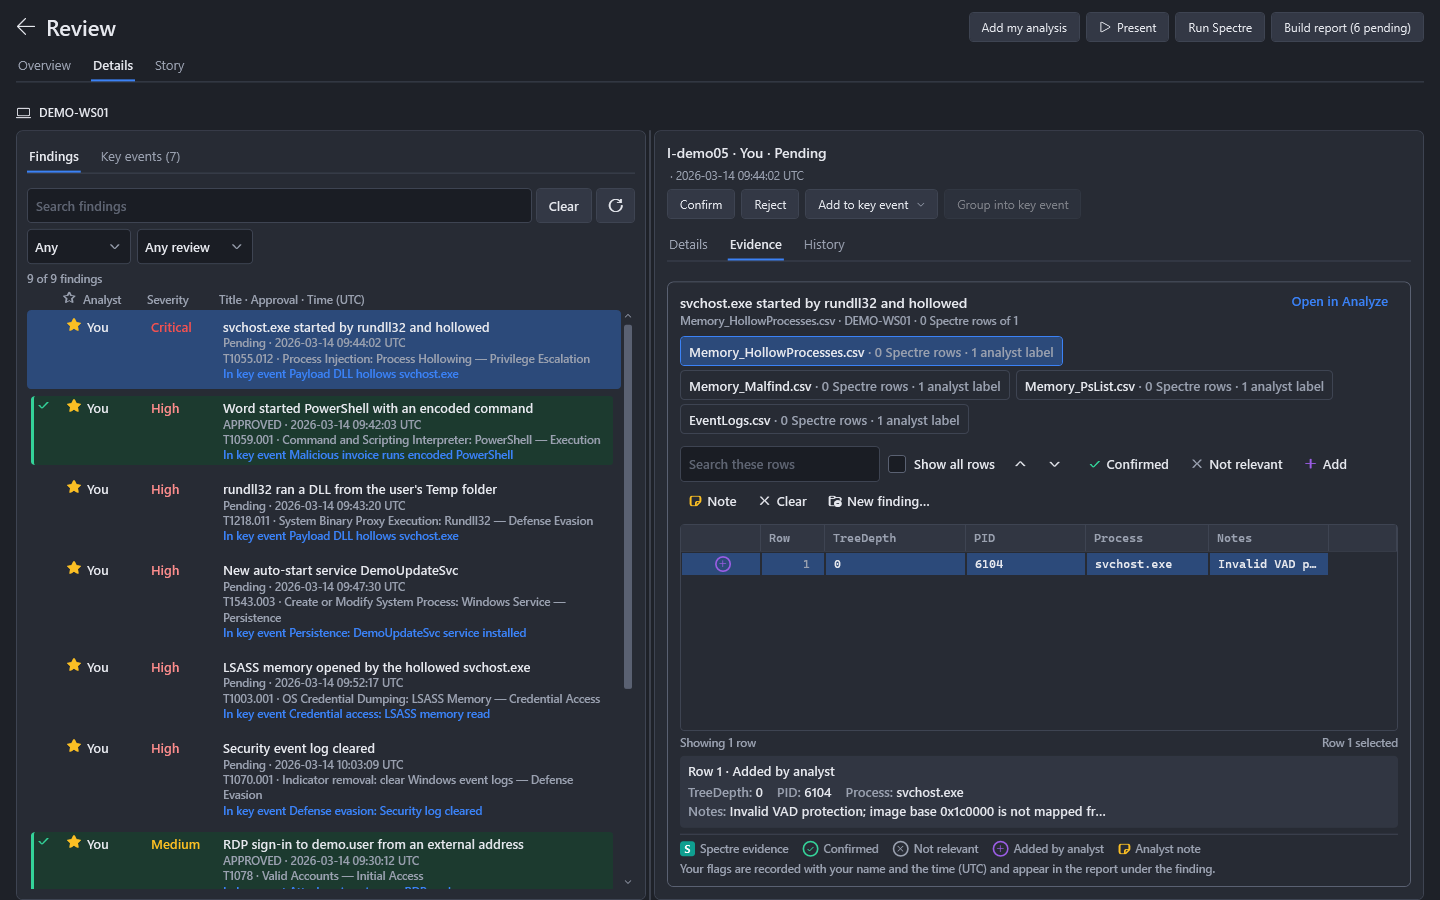 Review
Add my analysis
Present
Run Spectre
Build report (6 pending)
Overview
Details
Story
DEMO-WS01
Findings
Key events (7)
Search findings
Clear
Any
Any review
9 of 9 findings
Analyst
Severity
Title · Approval · Time (UTC)
You
Critical
svchost.exe started by rundll32 and hollowed
Pending · 2026-03-14 09:44:02 UTC
T1055.012 · Process Injection: Process Hollowing — Privilege Escalation
In key event Payload DLL hollows svchost.exe
You
High
Word started PowerShell with an encoded command
APPROVED · 2026-03-14 09:42:03 UTC
T1059.001 · Command and Scripting Interpreter: PowerShell — Execution
In key event Malicious invoice runs encoded PowerShell
You
High
rundll32 ran a DLL from the user's Temp folder
Pending · 2026-03-14 09:43:20 UTC
T1218.011 · System Binary Proxy Execution: Rundll32 — Defense Evasion
In key event Payload DLL hollows svchost.exe
You
High
New auto-start service DemoUpdateSvc
Pending · 2026-03-14 09:47:30 UTC
T1543.003 · Create or Modify System Process: Windows Service —
Persistence
In key event Persistence: DemoUpdateSvc service installed
You
High
LSASS memory opened by the hollowed svchost.exe
Pending · 2026-03-14 09:52:17 UTC
T1003.001 · OS Credential Dumping: LSASS Memory — Credential Access
In key event Credential access: LSASS memory read
You
High
Security event log cleared
Pending · 2026-03-14 10:03:09 UTC
T1070.001 · Indicator removal: clear Windows event logs — Defense
Evasion
In key event Defense evasion: Security log cleared
You
Medium
RDP sign-in to demo.user from an external address
APPROVED · 2026-03-14 09:30:12 UTC
T1078 · Valid Accounts — Initial Access
I-demo05 · You · Pending
· 2026-03-14 09:44:02 UTC
Confirm
Reject
Add to key event
Group into key event
Details
Evidence
History
svchost.exe started by rundll32 and hollowed
Open in Analyze
Memory_HollowProcesses.csv · DEMO-WS01 · 0 Spectre rows of 1
Memory_HollowProcesses.csv · 0 Spectre rows · 1 analyst label
Memory_Malfind.csv · 0 Spectre rows · 1 analyst label
Memory_PsList.csv · 0 Spectre rows · 1 analyst label
EventLogs.csv · 0 Spectre rows · 1 analyst label
Search these rows
Show all rows
Confirmed
Not relevant
Add
Note
Clear
New finding...
Row
TreeDepth
PID
Process
Notes
1
0
6104
svchost.exe
Invalid VAD p...
Showing 1 row
Row 1 selected
Row 1 · Added by analyst
TreeDepth: 0
PID: 6104
Process: svchost.exe
Notes: Invalid VAD protection; image base 0x1c0000 is not mapped fr...
S
Spectre evidence
Confirmed
Not relevant
Added by analyst
Analyst note
Your flags are recorded with your name and the time (UTC) and appear in the report under the finding.